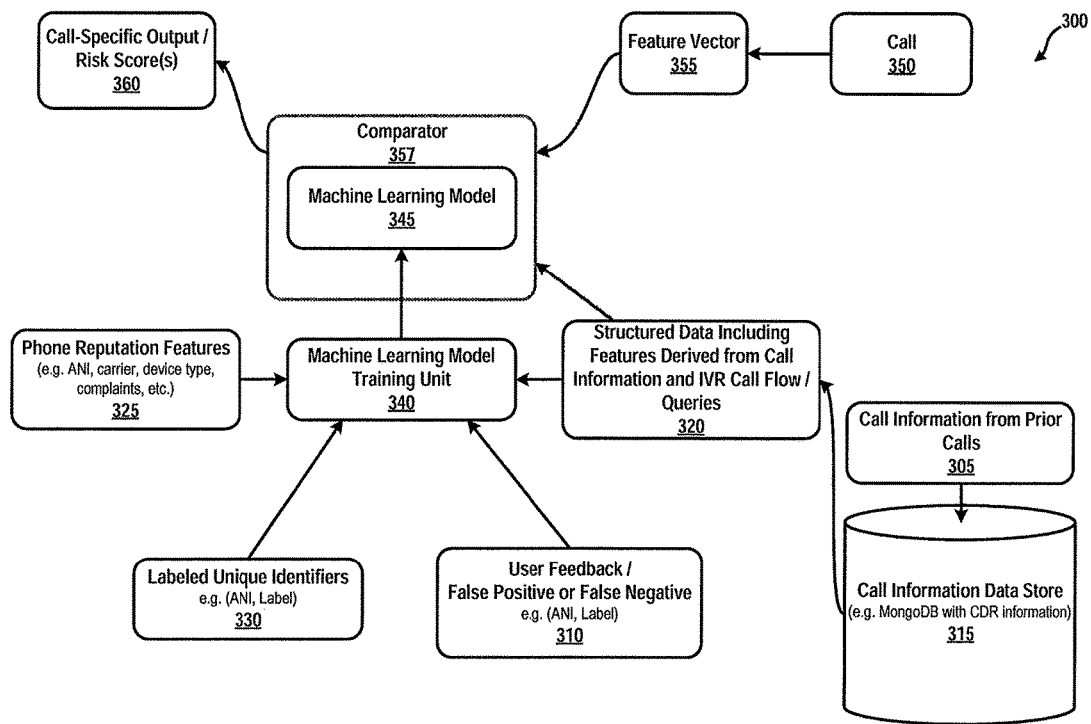 300
Call-Specific Output /
Risk Score(s)
360
Feature Vector
355
Call
350
Comparator
357
Machine Learning Model
345
Phone Reputation Features
(e.g. ANI, carrier, device type,
complaints, etc.)
325
Machine Learning Model
Training Unit
340
Structured Data Including
Features Derived from Call
Information and IVR Call Flow /
Queries
320
Call Information from Prior
Calls
305
Labeled Unique Identifiers
e.g. (ANI, Label)
330
User Feedback /
False Positive or False Negative
e.g. (ANI, Label)
310
Call Information Data Store
(e.g. MongoDB with CDR information)
315